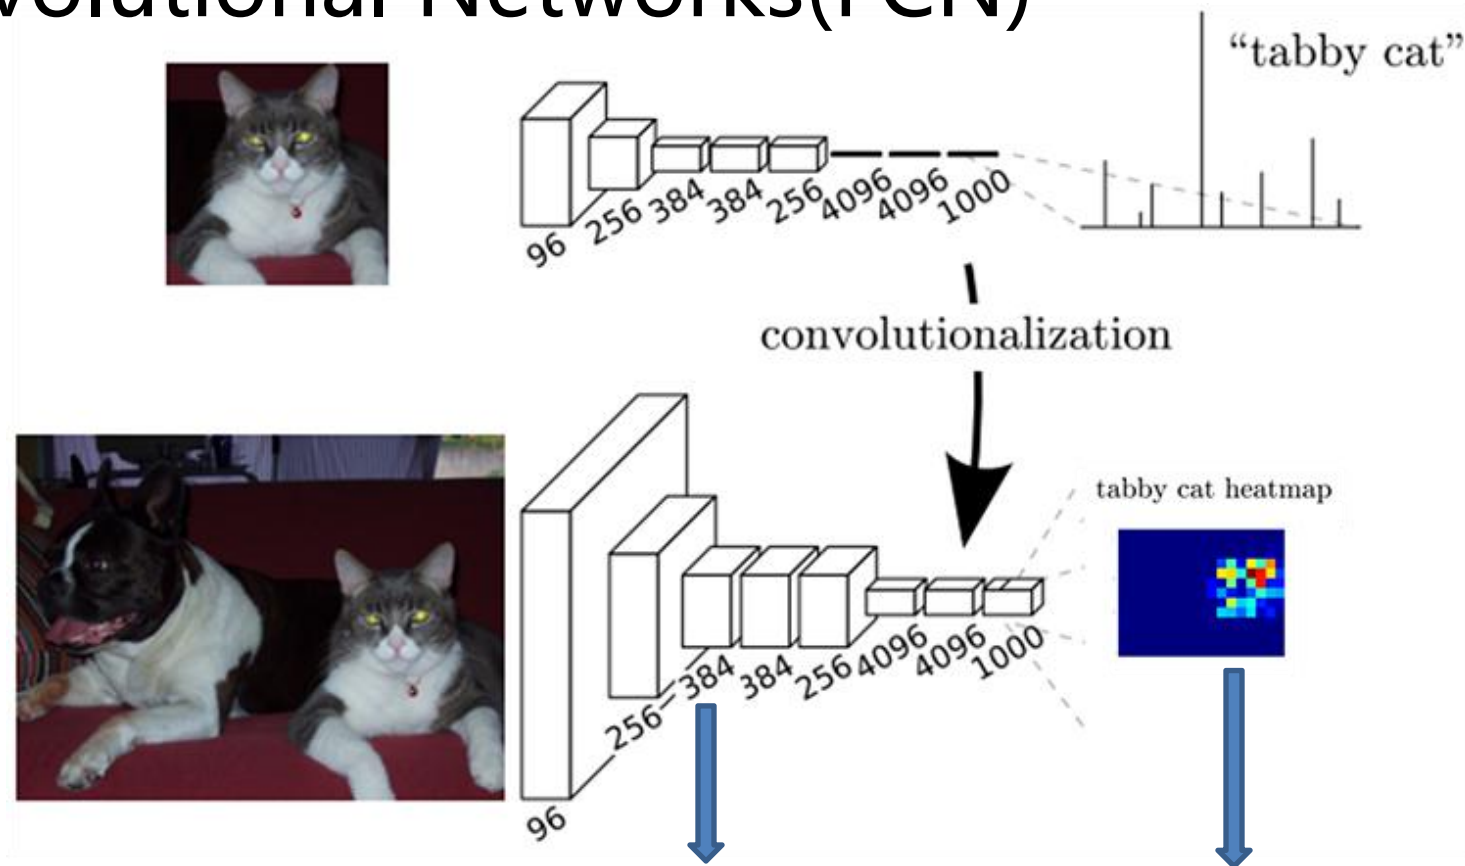 Networks(FCN)
“tabby cat”
96 256 384 384 256 4096 4096 1000
convolutionalization
tabby cat heatmap
96 256 384 384 256 4096 4096 1000